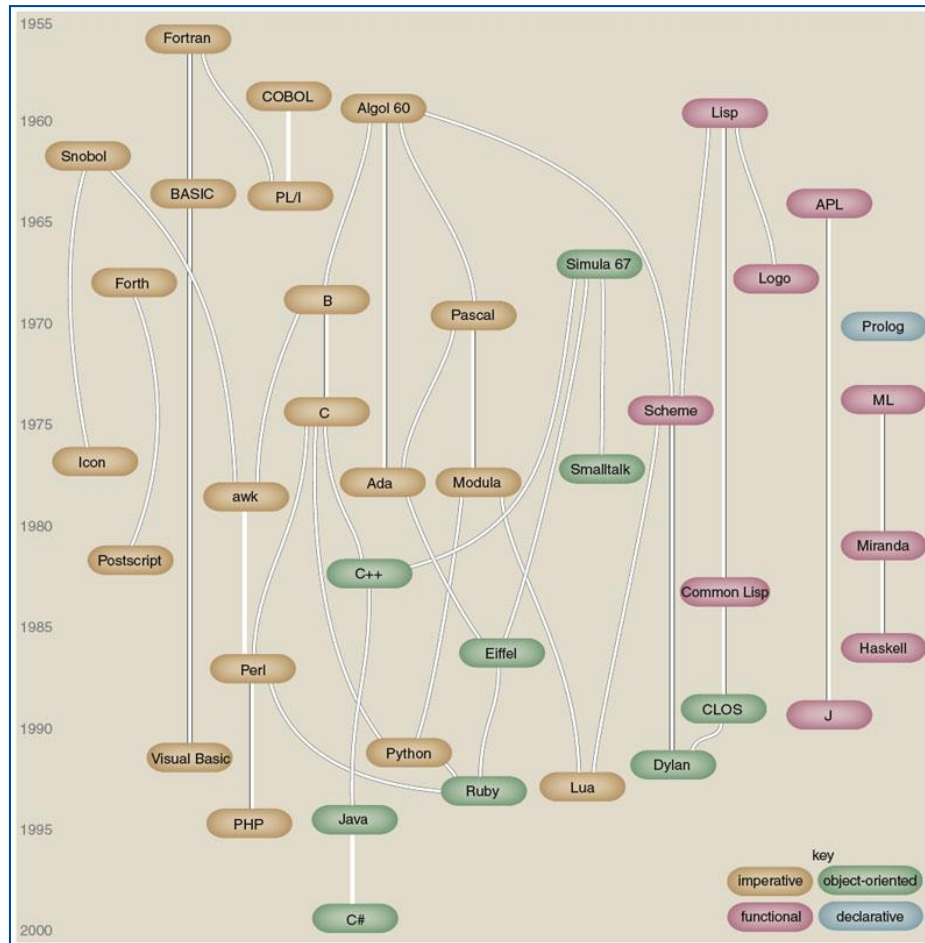 1955
Fortran
COBOL
Algol 60
Lisp
1960
Snobol
BASIC
PL/I
APL
1965
Simula 67
Logo
Forth
B
Pascal
1970
Prolog
ML
C
Scheme
1975
Icon
Smalltalk
awk
Ada
Modula
1980
Postscript
Miranda
C++
Common Lisp
1985
Eiffel
Haskell
Perl
CLOS
J
1990
Visual Basic
Python
Dylan
Ruby
Lua
PHP
Java
1995
key
imperative
object-oriented
functional
declarative
C#
2000